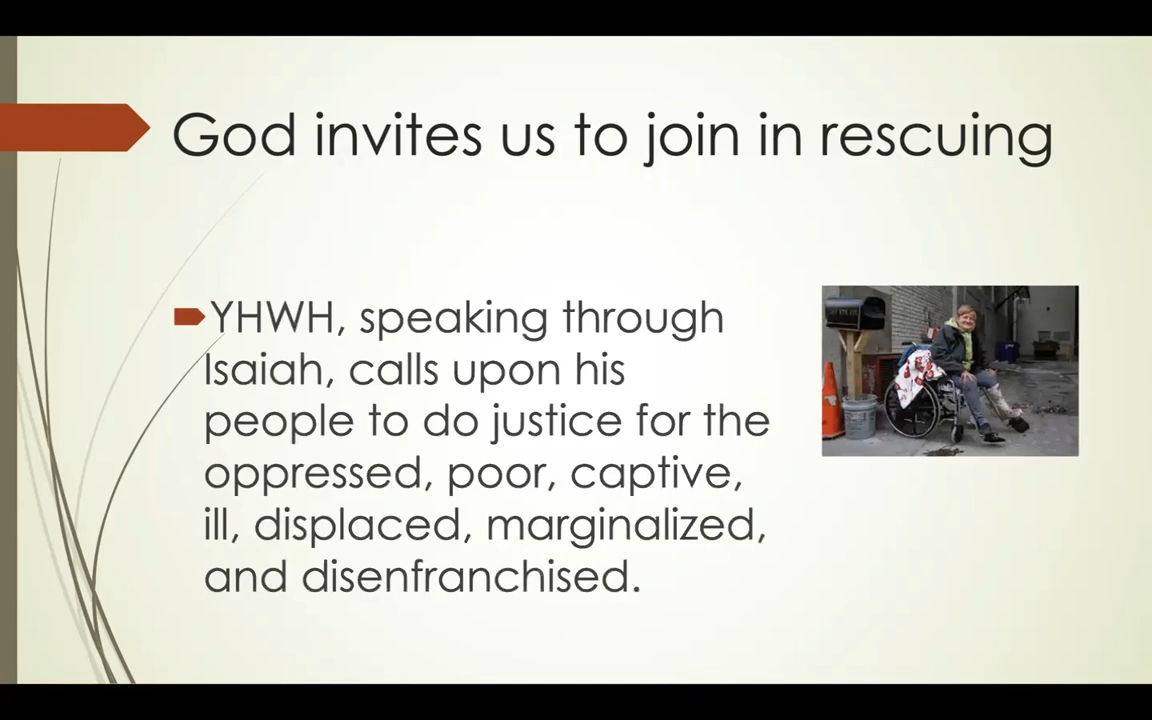 God invites us to join in rescuing
YHWH, speaking through
Isaiah, calls upon his
people to do justice for the
oppressed, poor, captive,
ill, displaced, marginalized,
and disenfranchised.